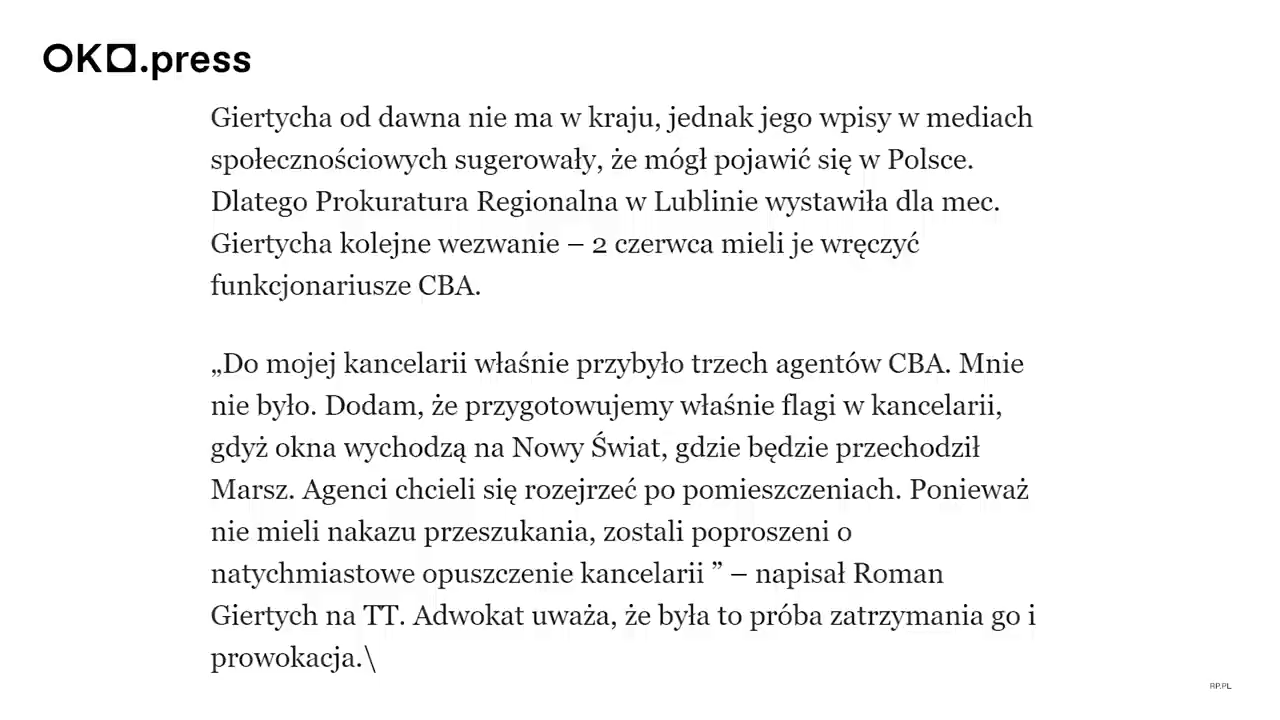 OKO.press
Giertycha od dawna nie ma w kraju, jednak jego wpisy w mediach
społecznościowych sugerowały, że mógł pojawić się w Polsce.
Dlatego Prokuratura Regionalna w Lublinie wystawiła dla mec.
Giertycha kolejne wezwanie – 2 czerwca mieli je wręczyć
funkcjonariusze CBA.
„Do mojej kancelarii właśnie przybyło trzech agentów CBA. Mnie
nie było. Dodam, że przygotowujemy właśnie flagi w kancelarii,
gdyż okna wychodzą na Nowy Świat, gdzie będzie przechodził
Marsz. Agenci chcieli się rozejrzeć po pomieszczeniach. Ponieważ
nie mieli nakazu przeszukania, zostali poproszeni o
natychmiastowe opuszczenie kancelarii ” – napisał Roman
Giertych na TT. Adwokat uważa, że była to próba zatrzymania go i
prowokacja.\
RP.PL